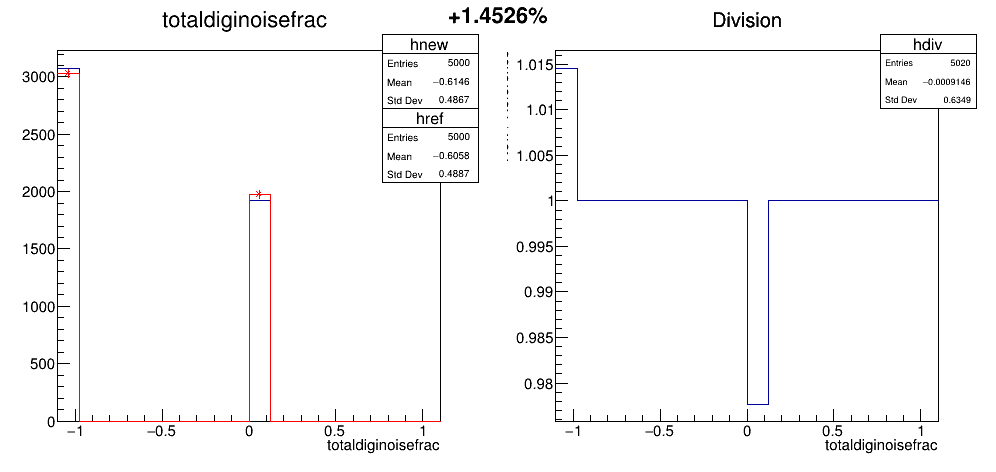 +1.4526%
totaldiginoisefrac
hnew
Entries 5000
Mean −0.6146
Std Dev 0.4867
href
Entries 5000
Mean −0.6058
Std Dev 0.4887
3000
2500
2000
1500
1000
500
0
−1 −0.5 0 0.5 1
totaldiginoisefrac
Division
hdiv
Entries 5020
Mean −0.0009146
Std Dev 0.6349
1.015
1.01
1.005
1
0.995
0.99
0.985
0.98
−1 −0.5 0 0.5 1
totaldiginoisefrac